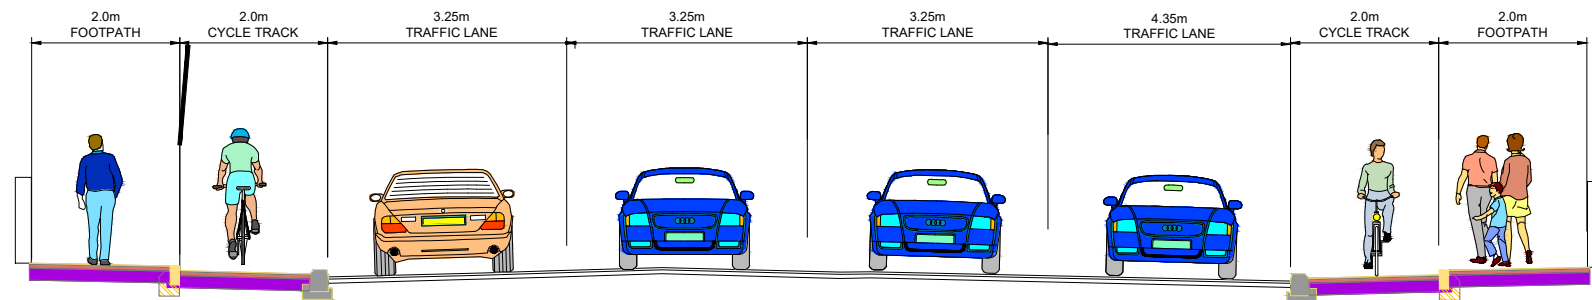 2.0m
FOOTPATH
2.0m
CYCLE TRACK
3.25m
TRAFFIC LANE
3.25m
TRAFFIC LANE
3.25m
TRAFFIC LANE
4.35m
TRAFFIC LANE
2.0m
CYCLE TRACK
2.0m
FOOTPATH